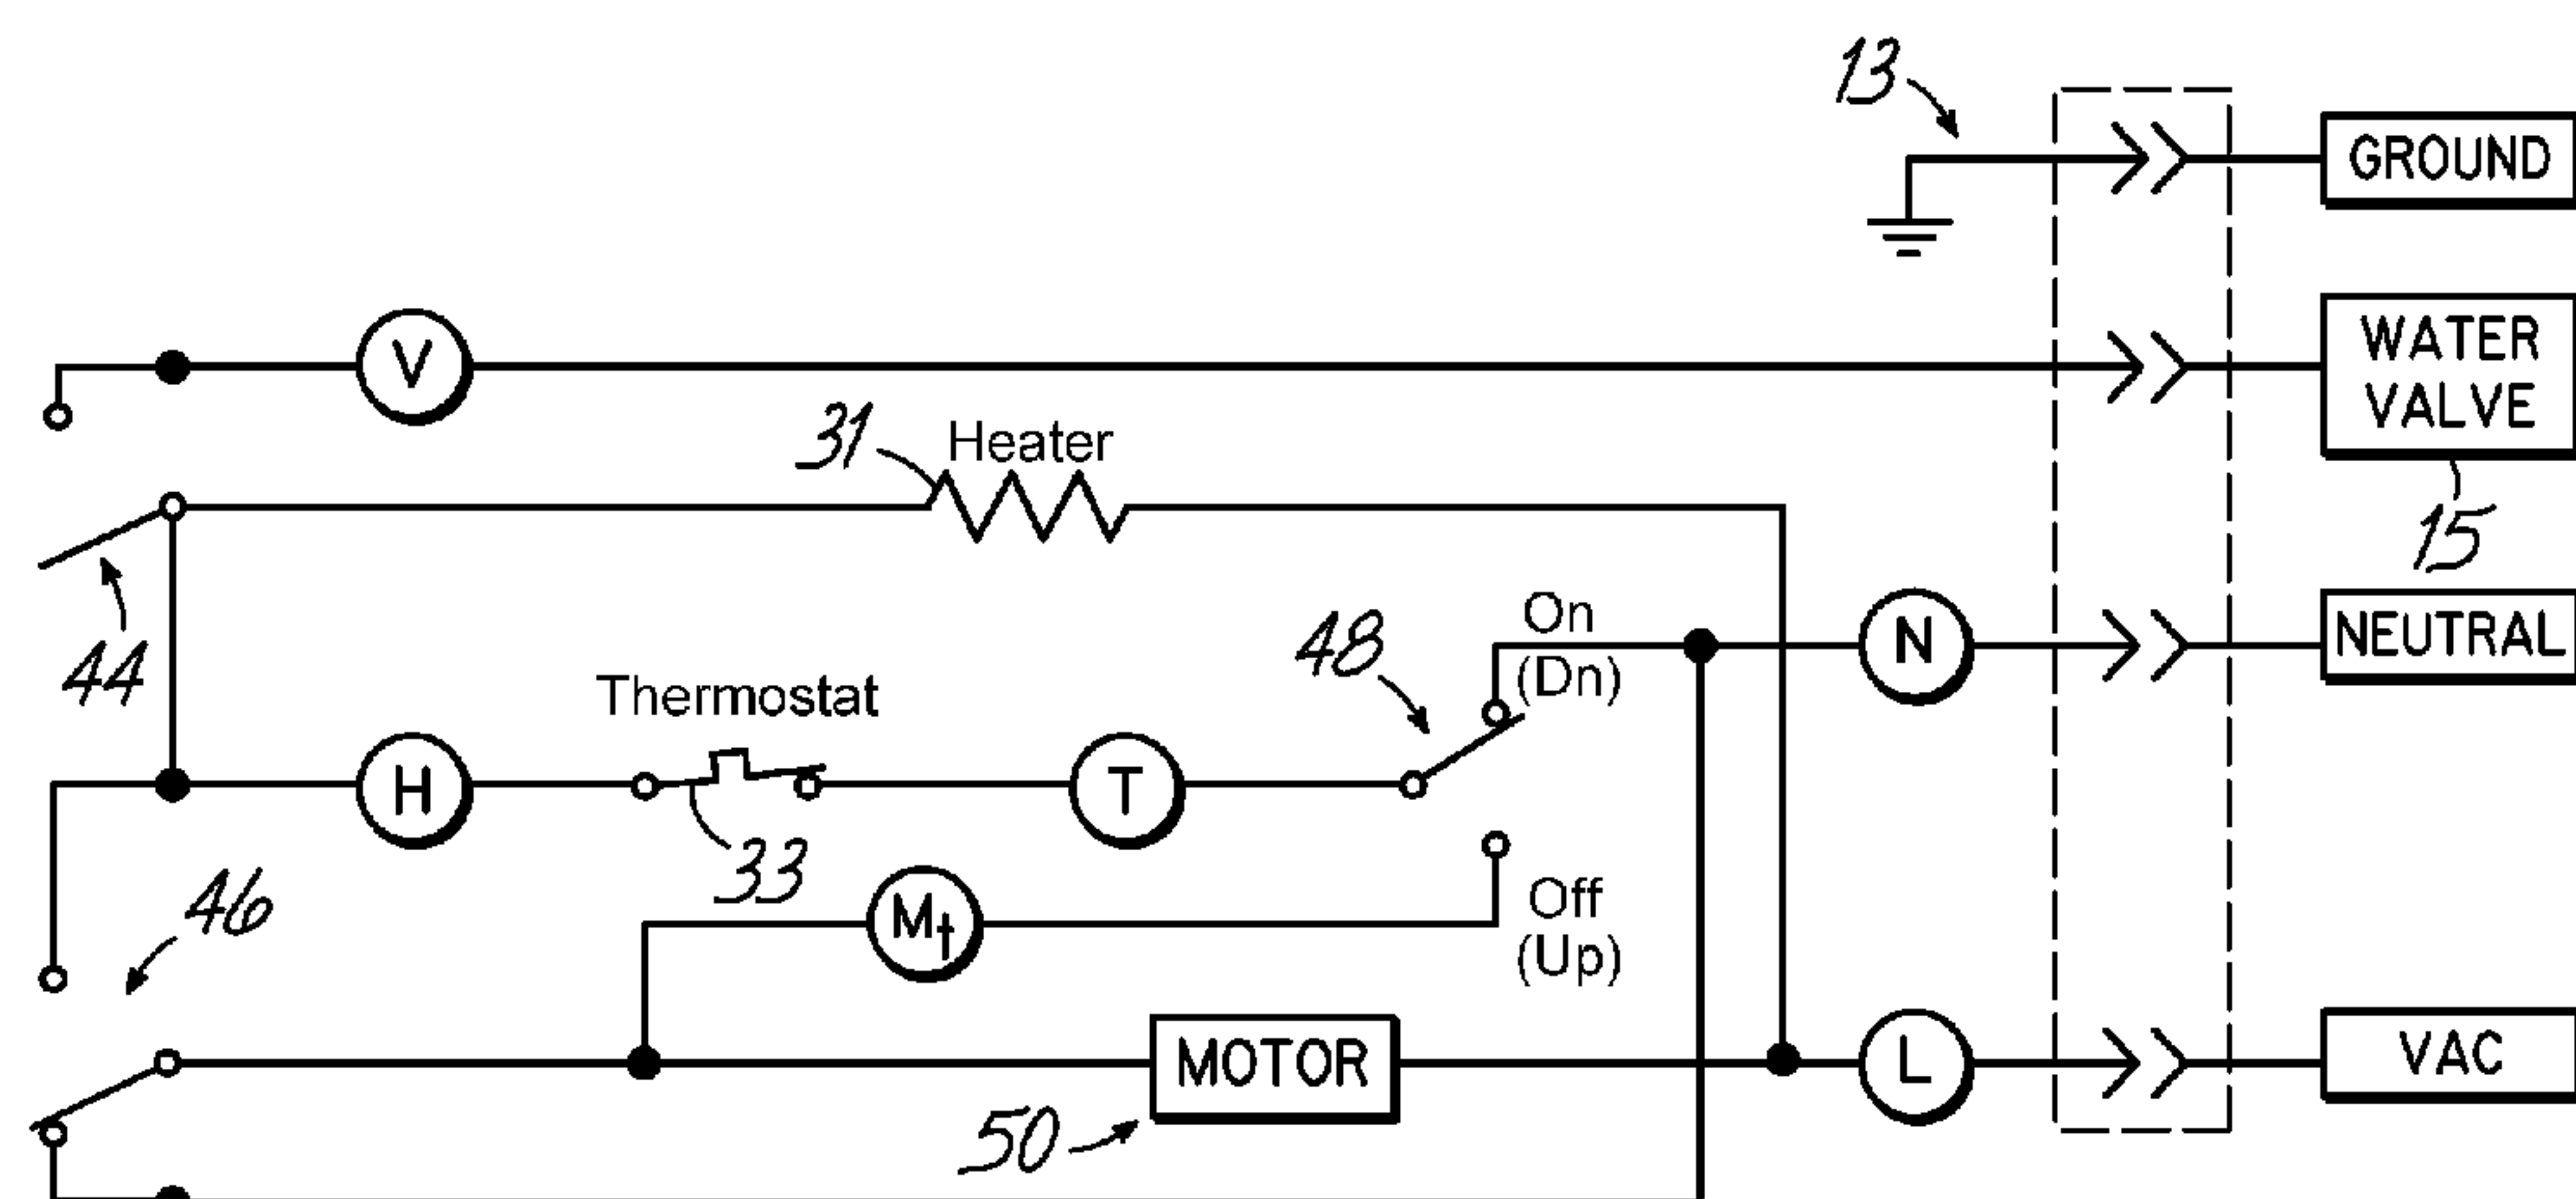 13
GROUND
V
WATER
VALVE
15
31
Heater
44
On
(Dn)
48
N
NEUTRAL
Thermostat
H
33
T
46
Mt
Off
(Up)
MOTOR
50
L
VAC